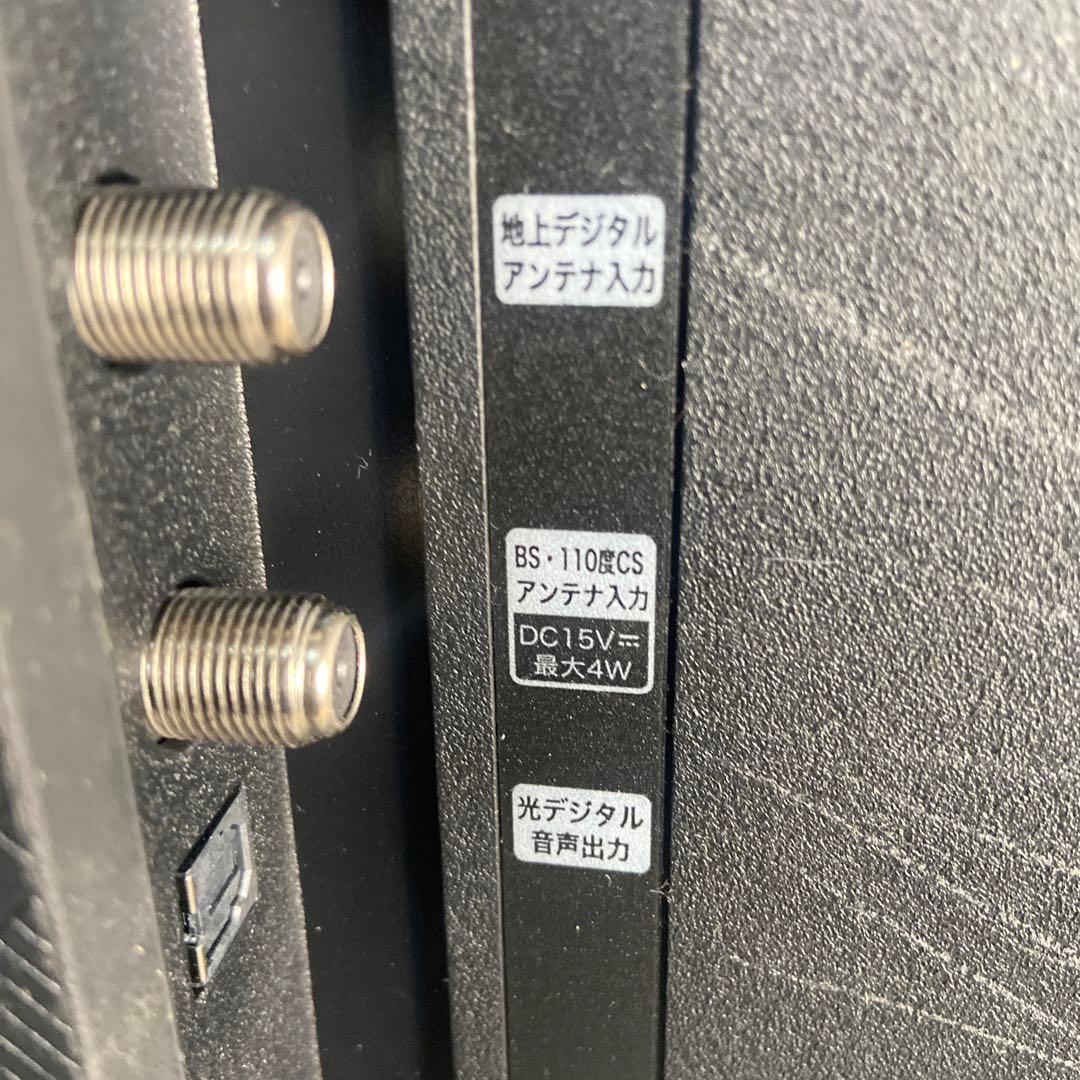 地上デジタル
アンテナ入力
BS・110度CS
アンテナ入力
DC15V⎓
最大4W
光デジタル
音声出力